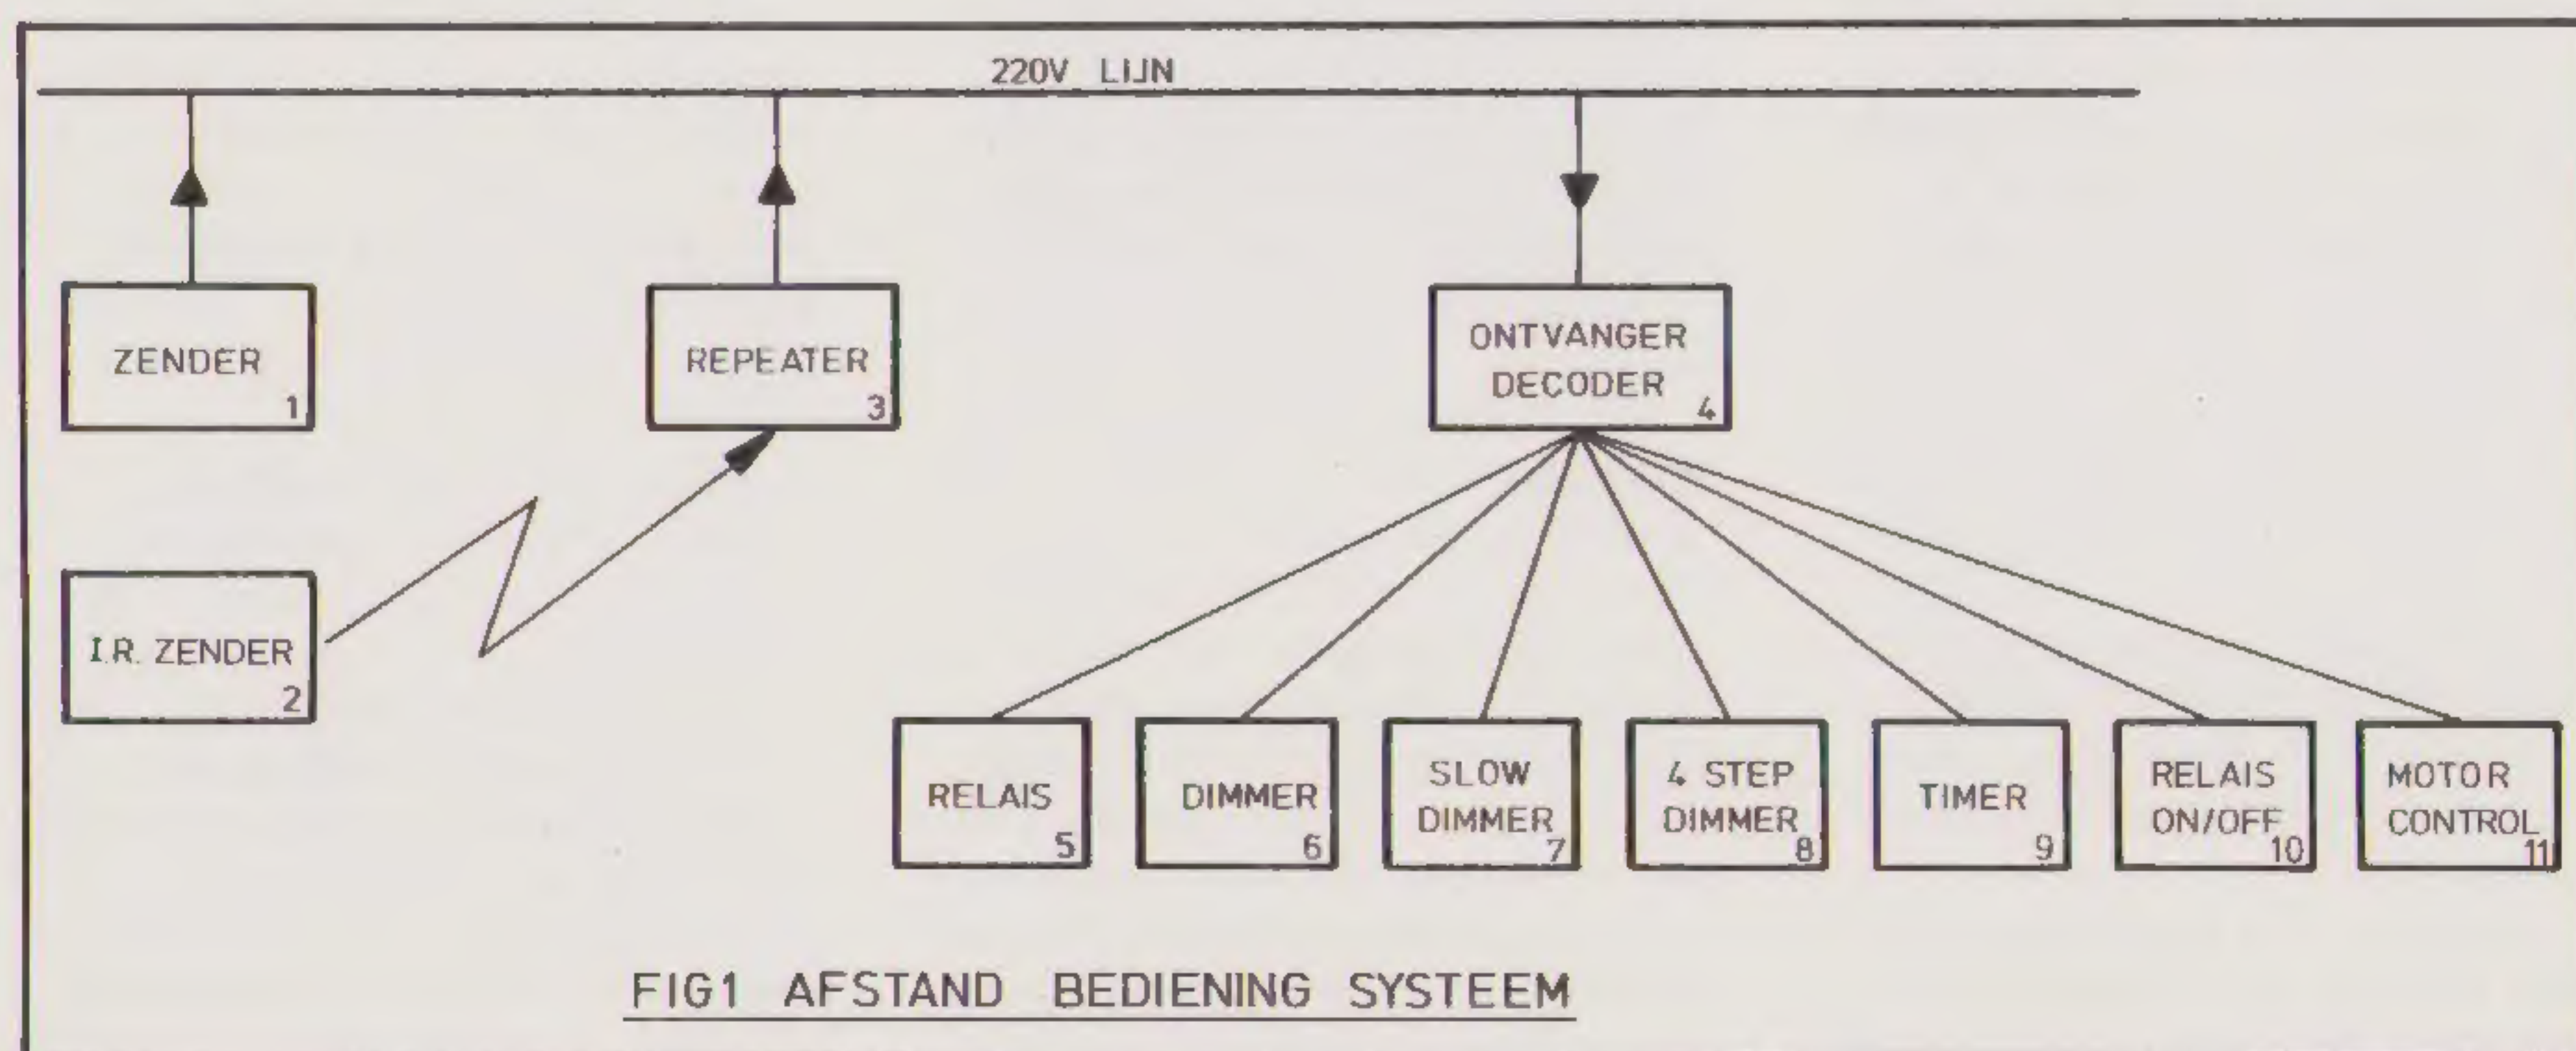 220V LIJN
ZENDER
1
REPEATER
3
ONTVANGER
DECODER
4
I.R. ZENDER
2
RELAIS
5
DIMMER
6
SLOW
DIMMER
7
4 STEP
DIMMER
8
TIMER
9
RELAIS
ON/OFF
10
MOTOR
CONTROL
11
FIG1 AFSTAND BEDIENING SYSTEEM